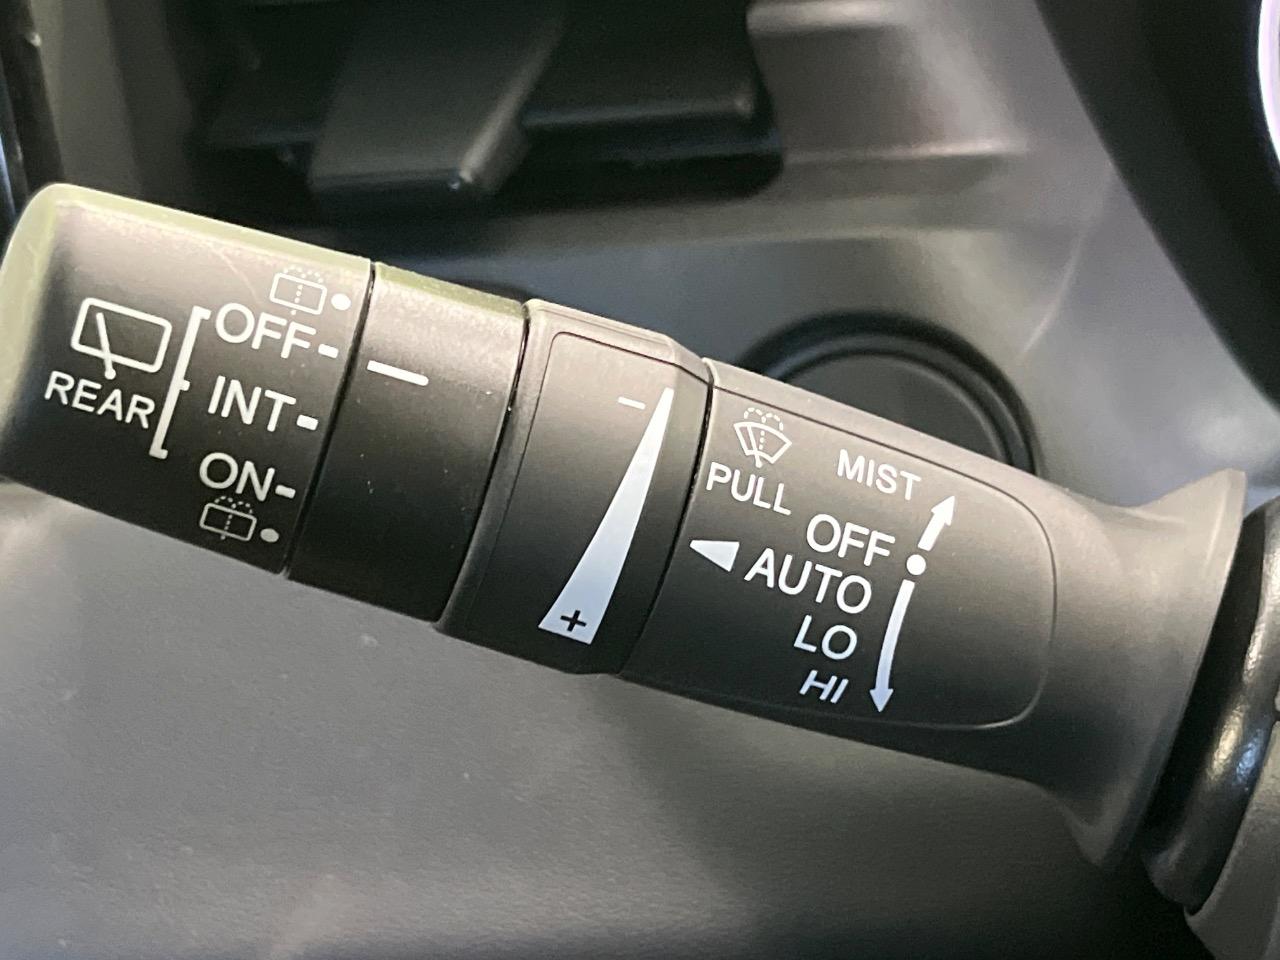 REAR
OFF
INT
ON
−
+
PULL
MIST
OFF
AUTO
LO
HI